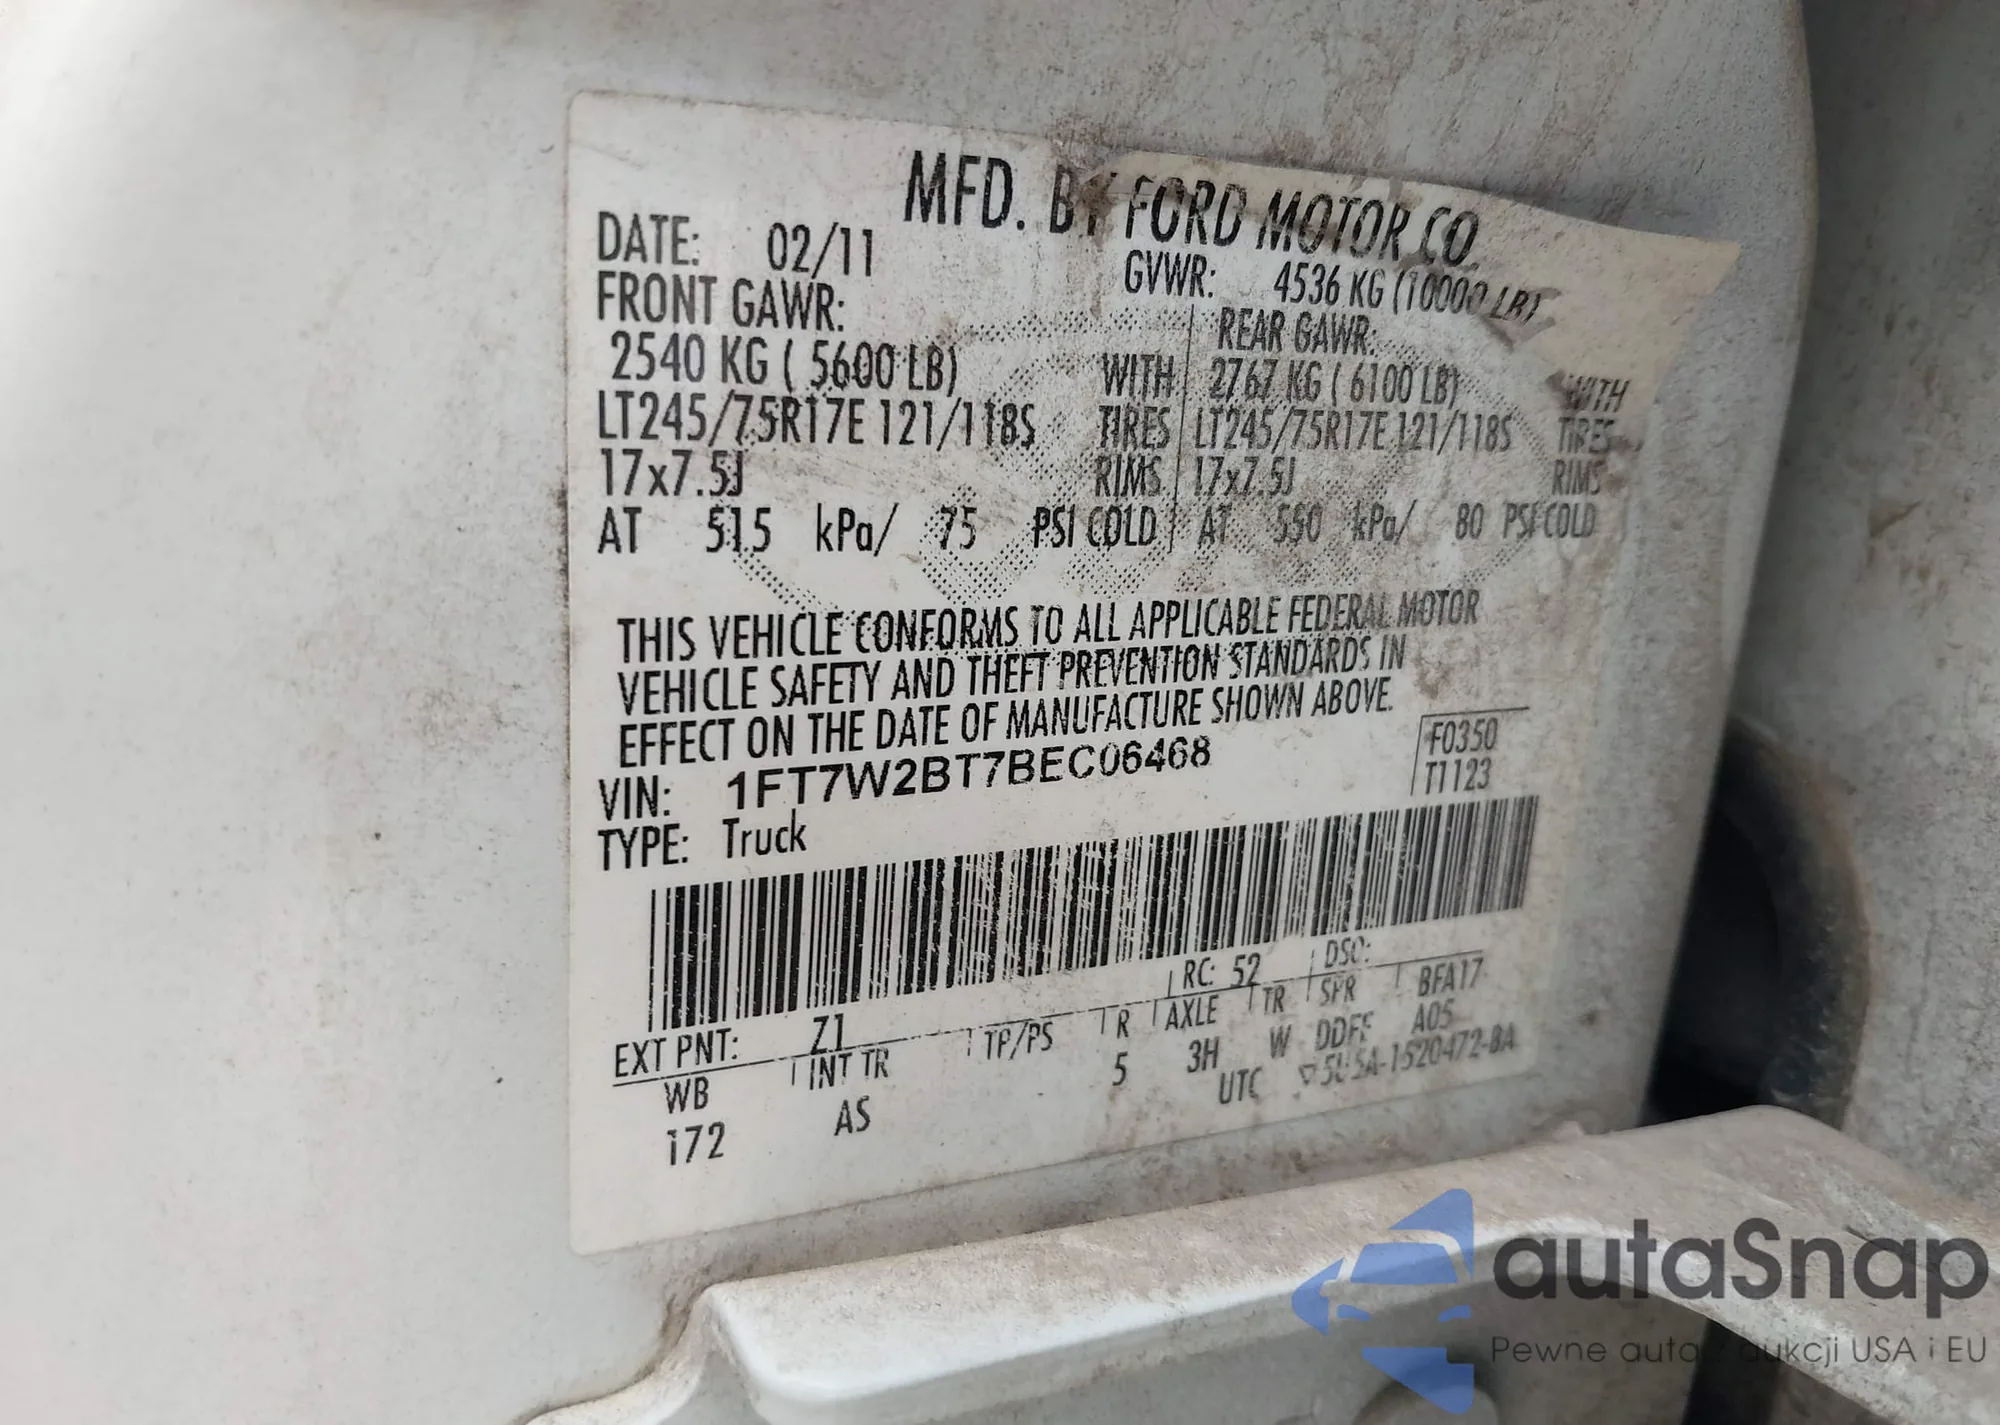 MFD. BY FORD MOTOR CO.
DATE: 02/11 GVWR: 4536 KG (10000 LB)
FRONT GAWR: REAR GAWR:
2540 KG ( 5600 LB) WITH 2767 KG ( 6100 LB) WITH
LT245/75R17E 121/118S TIRES LT245/75R17E 121/118S TIRES
17x7.5J RIMS 17x7.5J RIMS
AT 515 kPa/ 75 PSI COLD AT 550 kPa/ 80 PSI COLD
THIS VEHICLE CONFORMS TO ALL APPLICABLE FEDERAL MOTOR
VEHICLE SAFETY AND THEFT PREVENTION STANDARDS IN
EFFECT ON THE DATE OF MANUFACTURE SHOWN ABOVE.
VIN: 1FT7W2BT7BEC06468 F0350
TYPE: Truck T1123
EXT PNT: Z1 RC: 52 DSO:
WB INT TR TP/PS R AXLE TR SPR BFA17
172 AS 5 3H W DDFF A05
UTC ▽5U5A-1520472-BA
autaSnap
Pewne auta z aukcji USA i EU